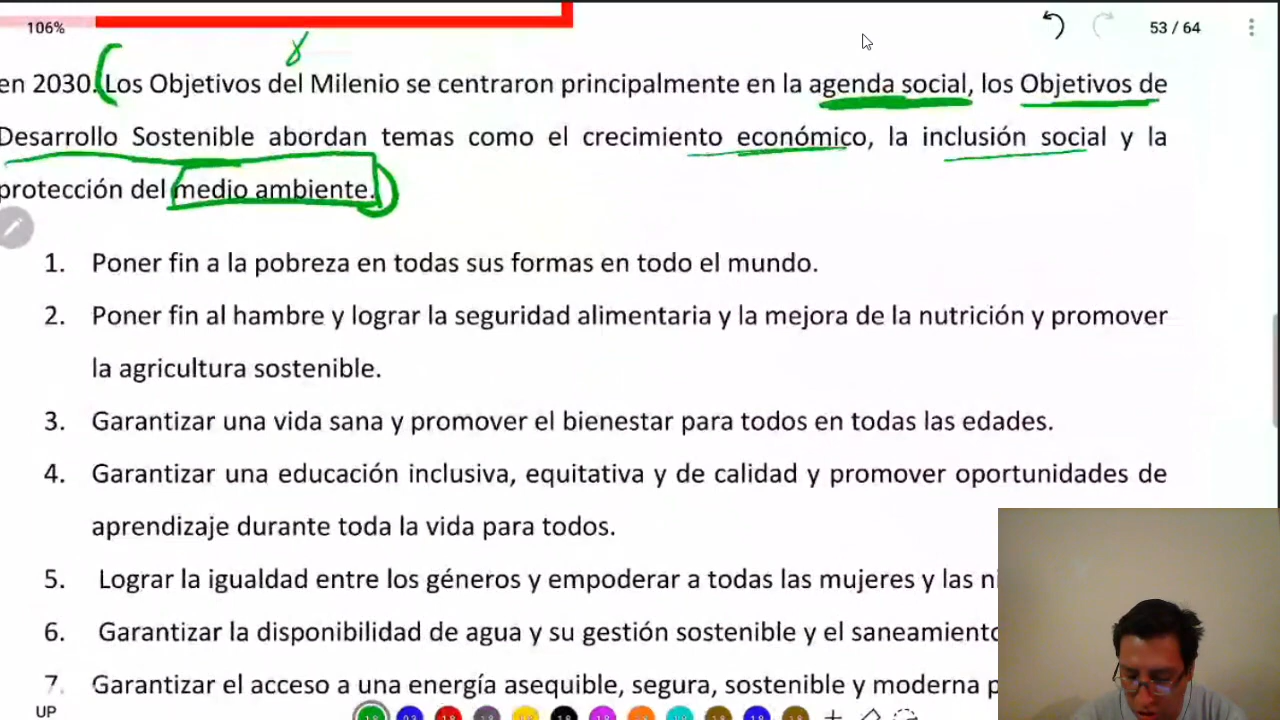 106%
53 / 64
8
en 2030. Los Objetivos del Milenio se centraron principalmente en la agenda social, los Objetivos de
Desarrollo Sostenible abordan temas como el crecimiento económico, la inclusión social y la
protección del medio ambiente.
1. Poner fin a la pobreza en todas sus formas en todo el mundo.
2. Poner fin al hambre y lograr la seguridad alimentaria y la mejora de la nutrición y promover
la agricultura sostenible.
3. Garantizar una vida sana y promover el bienestar para todos en todas las edades.
4. Garantizar una educación inclusiva, equitativa y de calidad y promover oportunidades de
aprendizaje durante toda la vida para todos.
5. Lograr la igualdad entre los géneros y empoderar a todas las mujeres y las ni
6. Garantizar la disponibilidad de agua y su gestión sostenible y el saneamiento
7. Garantizar el acceso a una energía asequible, segura, sostenible y moderna p
UP